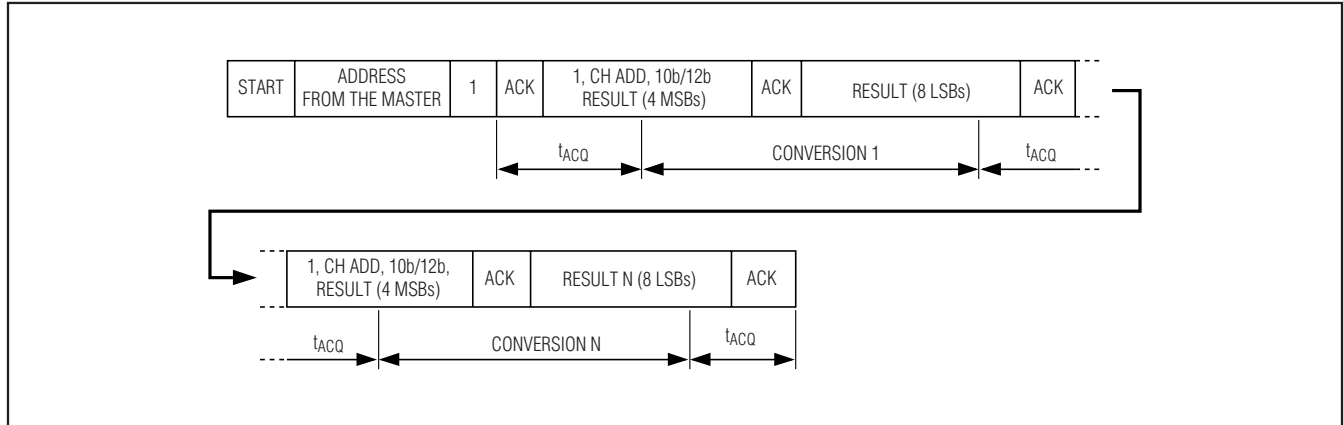 START
ADDRESS
FROM THE MASTER
1
ACK
1, CH ADD, 10b/12b
RESULT (4 MSBs)
ACK
RESULT (8 LSBs)
ACK
tACQ
CONVERSION 1
tACQ
1, CH ADD, 10b/12b,
RESULT (4 MSBs)
ACK
RESULT N (8 LSBs)
ACK
tACQ
CONVERSION N
tACQ